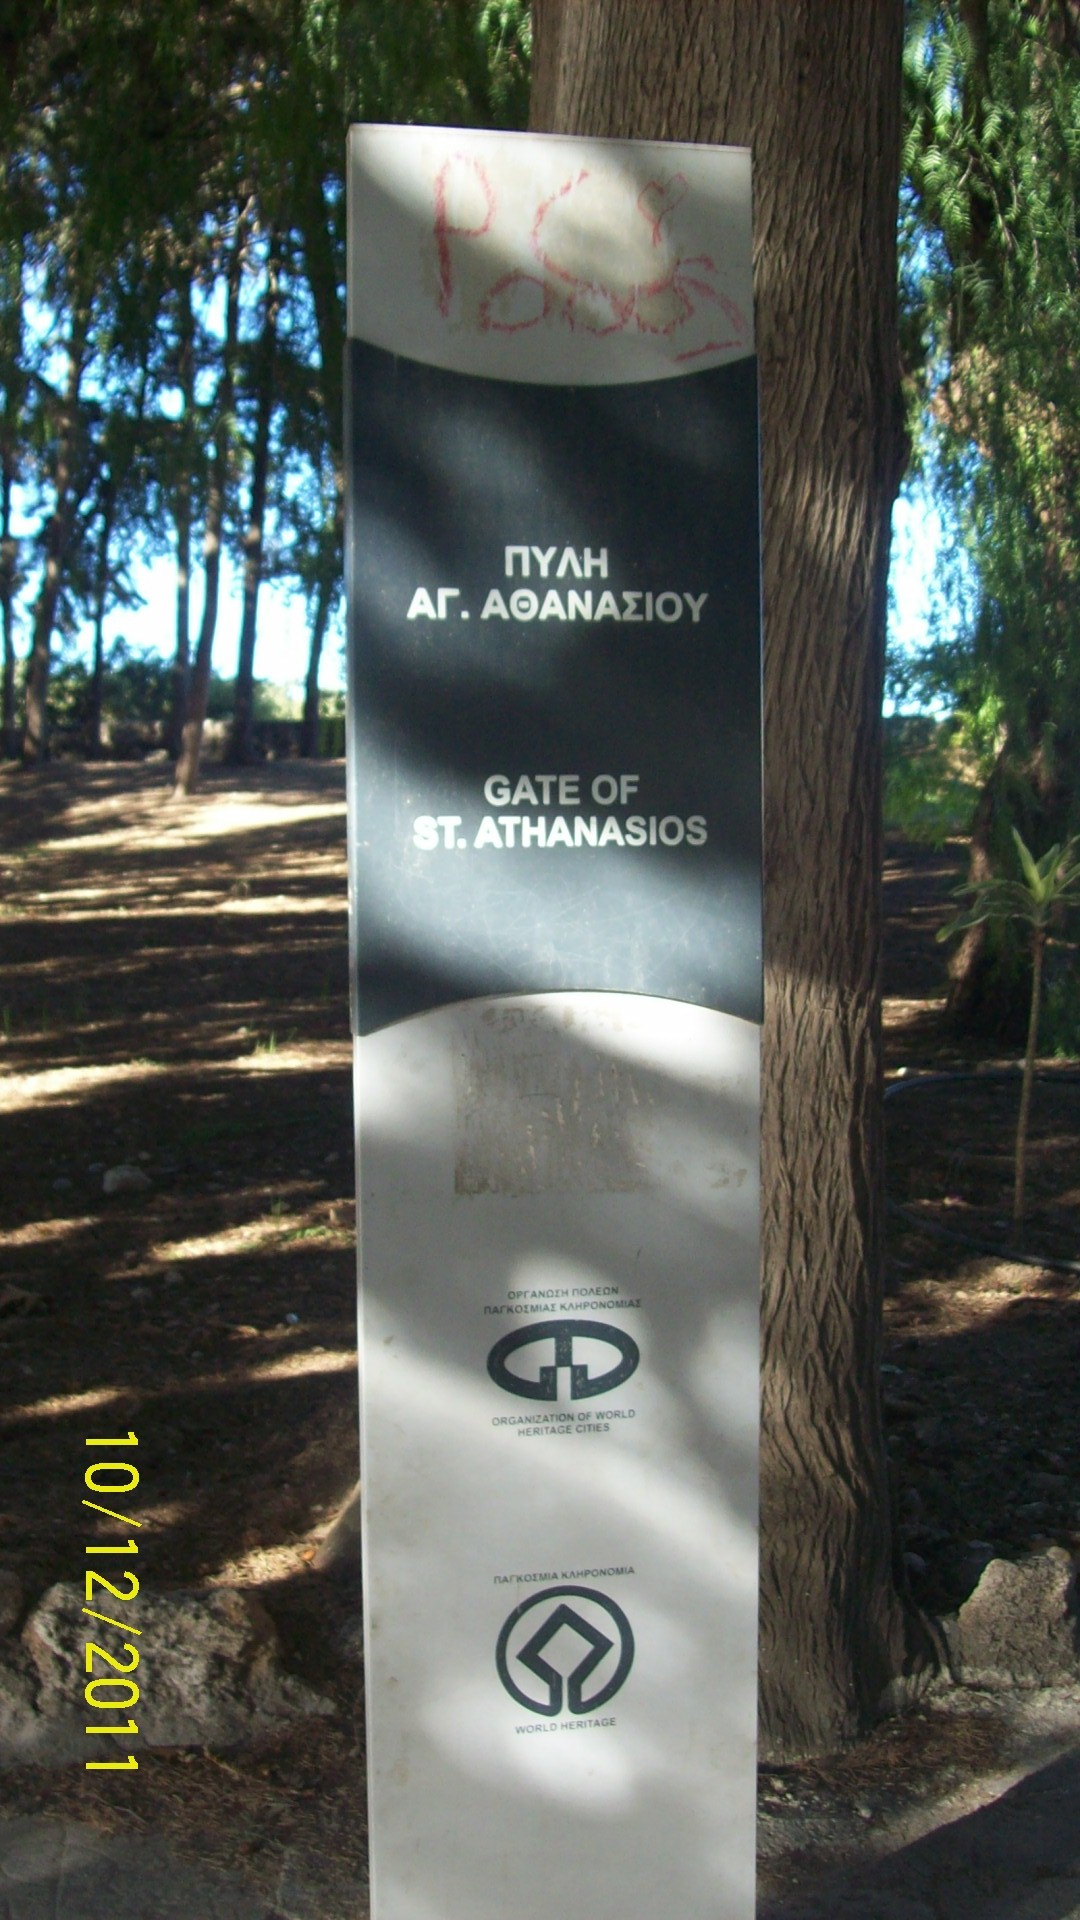 ΠΥΛΗ
ΑΓ. ΑΘΑΝΑΣΙΟΥ
GATE OF
ST. ATHANASIOS
ΟΡΓΑΝΩΣΗ ΠΟΛΕΩΝ
ΠΑΓΚΟΣΜΙΑΣ ΚΛΗΡΟΝΟΜΙΑΣ
ORGANIZATION OF WORLD
HERITAGE CITIES
ΠΑΓΚΟΣΜΙΑ ΚΛΗΡΟΝΟΜΙΑ
WORLD HERITAGE
10/12/2011